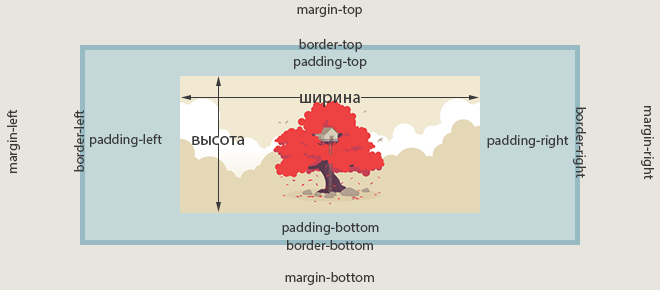 margin-top
border-top
padding-top
ширина
margin-left
border-left
padding-left
высота
padding-right
border-right
margin-right
padding-bottom
border-bottom
margin-bottom